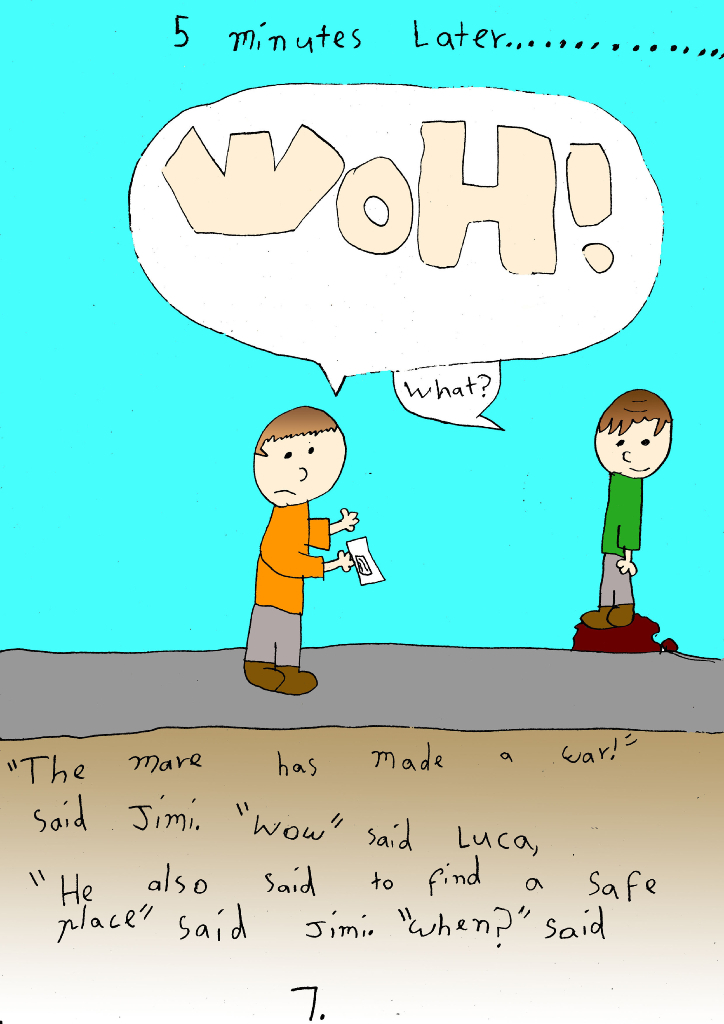 5 minutes Later..................
WOH!
What?
"The mare has made a war!"
said Jimi. "wow" said Luca,
"He also said to find a safe
place" said Jimi. "when?" said
7.